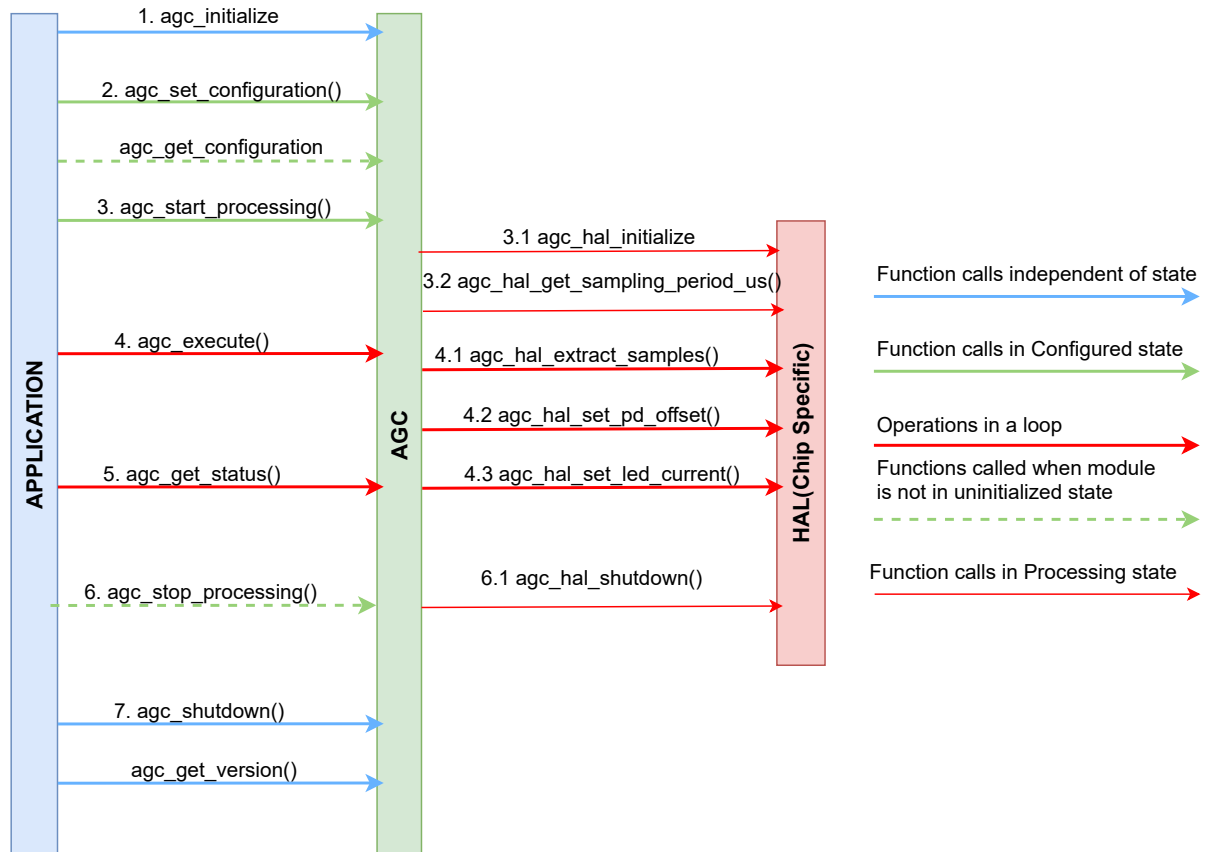 1. agc_initialize
2. agc_set_configuration()
agc_get_configuration
3. agc_start_processing()
3.1 agc_hal_initialize
3.2 agc_hal_get_sampling_period_us()
4. agc_execute()
4.1 agc_hal_extract_samples()
4.2 agc_hal_set_pd_offset()
5. agc_get_status()
4.3 agc_hal_set_led_current()
6. agc_stop_processing()
6.1 agc_hal_shutdown()
7. agc_shutdown()
agc_get_version()
APPLICATION
AGC
HAL(Chip Specific)
Function calls independent of state
Function calls in Configured state
Operations in a loop
Functions called when module
is not in uninitialized state
Function calls in Processing state